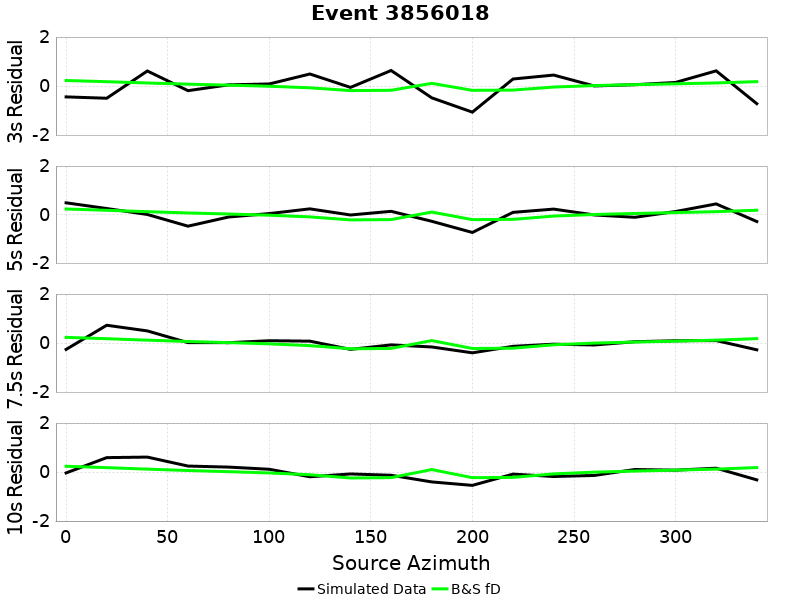 Event 3856018
3s Residual
2
0
-2
5s Residual
2
0
-2
7.5s Residual
2
0
-2
10s Residual
2
0
-2
0 50 100 150 200 250 300
Source Azimuth
Simulated Data B&S fD